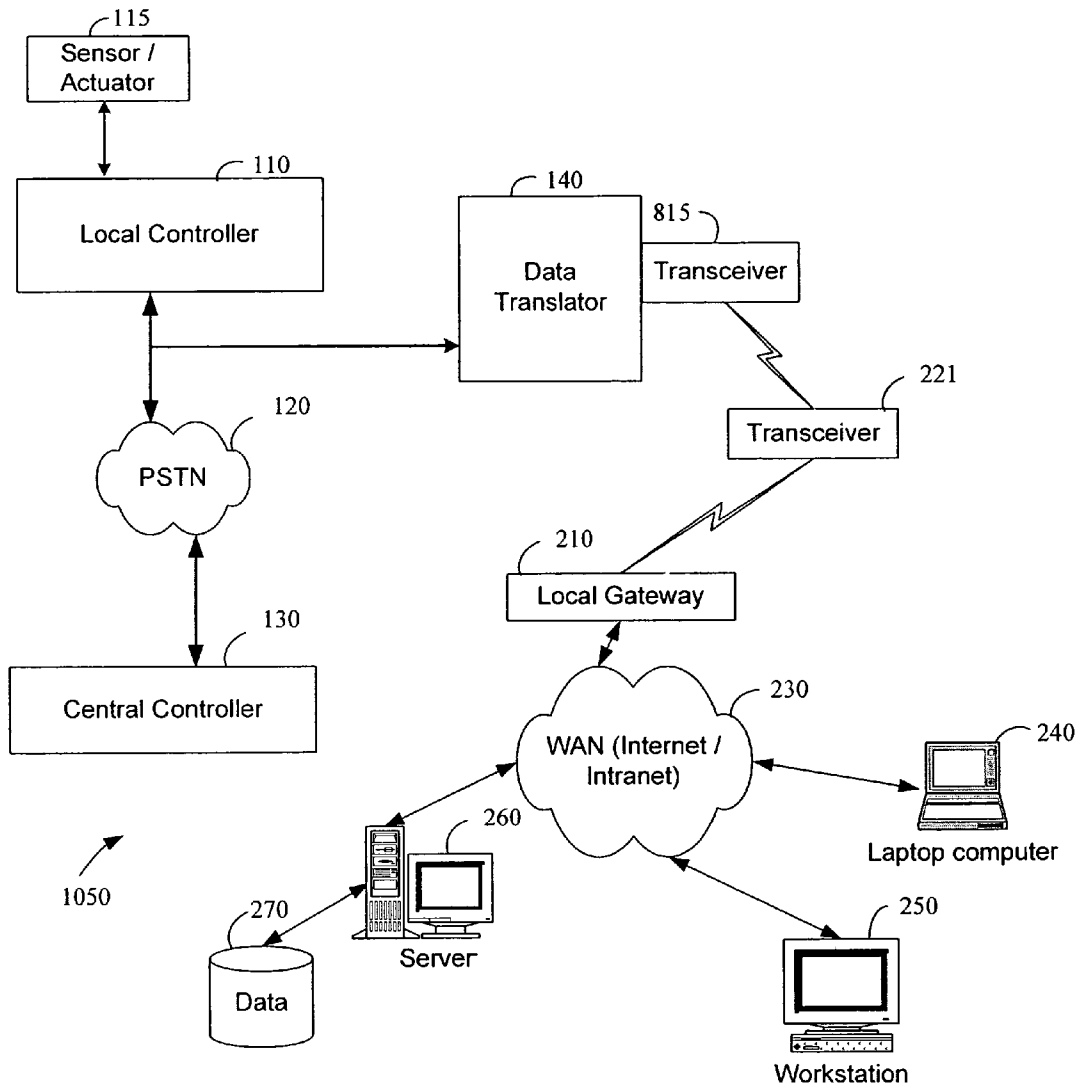 115
Sensor /
Actuator
110
Local Controller
140
Data
Translator
815
Transceiver
221
Transceiver
120
PSTN
210
Local Gateway
130
Central Controller
230
WAN (Internet /
Intranet)
240
Laptop computer
260
Server
1050
270
Data
250
Workstation